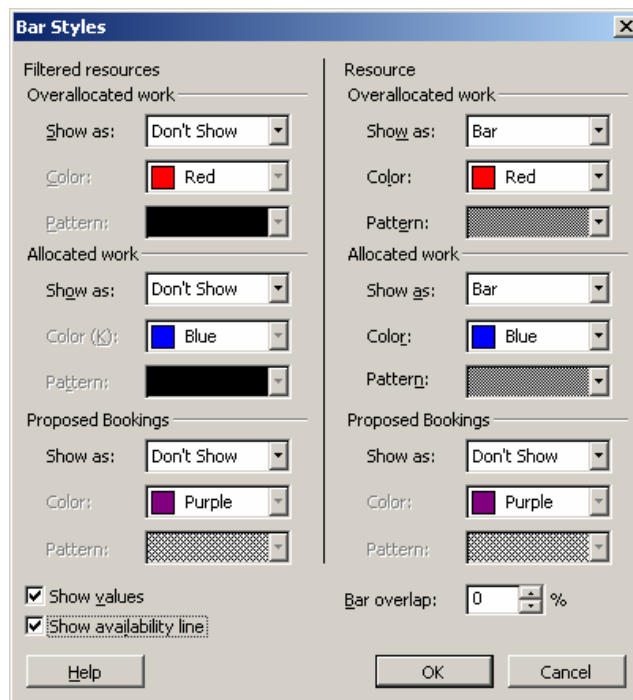 Bar Styles
Filtered resources
Overallocated work
Show as: Don't Show
Color: Red
Pattern:
Allocated work
Show as: Don't Show
Color (K): Blue
Pattern:
Proposed Bookings
Show as: Don't Show
Color: Purple
Pattern:
Resource
Overallocated work
Show as: Bar
Color: Red
Pattern:
Allocated work
Show as: Bar
Color: Blue
Pattern:
Proposed Bookings
Show as: Don't Show
Color: Purple
Pattern:
Show values
Show availability line
Bar overlap: 0 %
Help
OK
Cancel